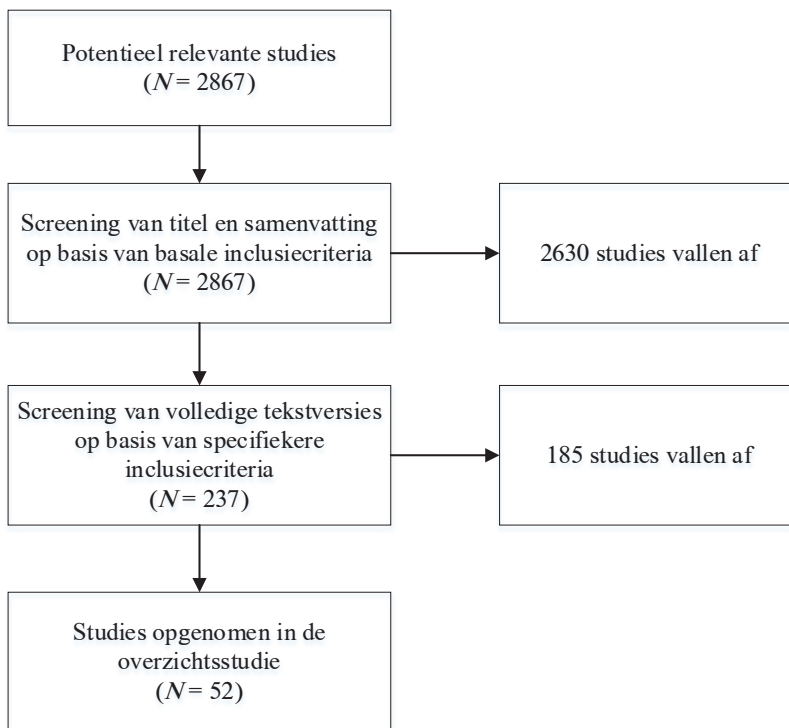 Potentieel relevante studies
(N = 2867)
Screening van titel en samenvatting
op basis van basale inclusiecriteria
(N = 2867)
2630 studies vallen af
Screening van volledige tekstversies
op basis van specifiekere
inclusiecriteria
(N = 237)
185 studies vallen af
Studies opgenomen in de
overzichtsstudie
(N = 52)